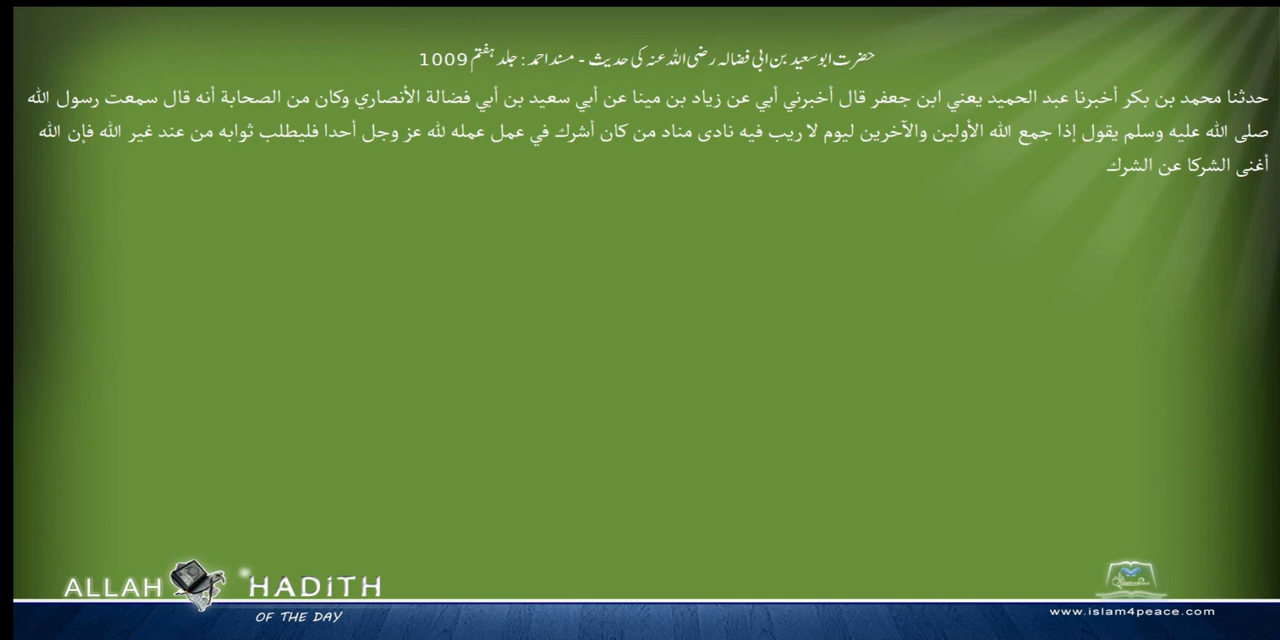 حضرت ابوسعید بن ابی فضالہ رضی اللہ عنہ کی حدیث - مسند احمد : جلد ہفتم 1009
حدثنا محمد بن بكر أخبرنا عبد الحميد يعني ابن جعفر قال أخبرني أبي عن زياد بن مينا عن أبي سعيد بن أبي فضالة الأنصاري وكان من الصحابة أنه قال سمعت رسول الله
صلى الله عليه وسلم يقول إذا جمع الله الأولين والآخرين ليوم لا ريب فيه نادى مناد من كان أشرك في عمل عمله لله عز وجل أحدا فليطلب ثوابه من عند غير الله فإن الله
أغنى الشركا عن الشرك
ALLAH HADITH
OF THE DAY
www.islam4peace.com